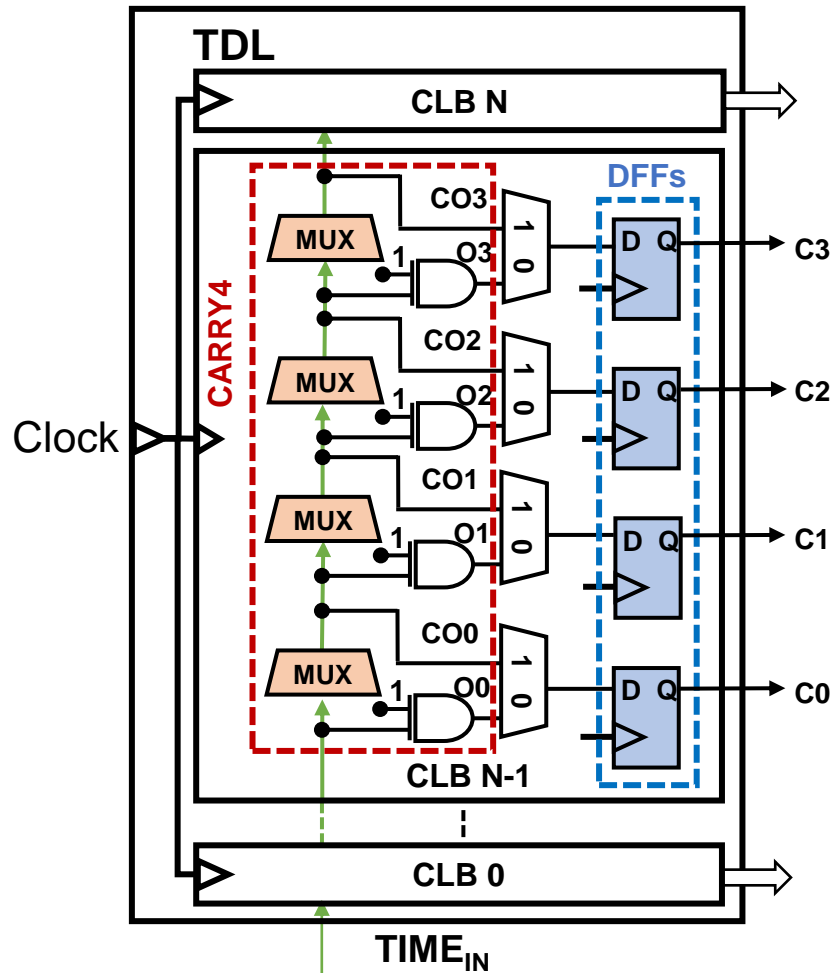 TDL
CLB N
DFFs
CARRY4
CO3
MUX
1
O3
1
0
D Q
C3
CO2
MUX
1
O2
1
0
D Q
C2
Clock
CO1
MUX
1
O1
1
0
D Q
C1
CO0
MUX
1
O0
1
0
D Q
C0
CLB N-1
CLB 0
TIME_IN